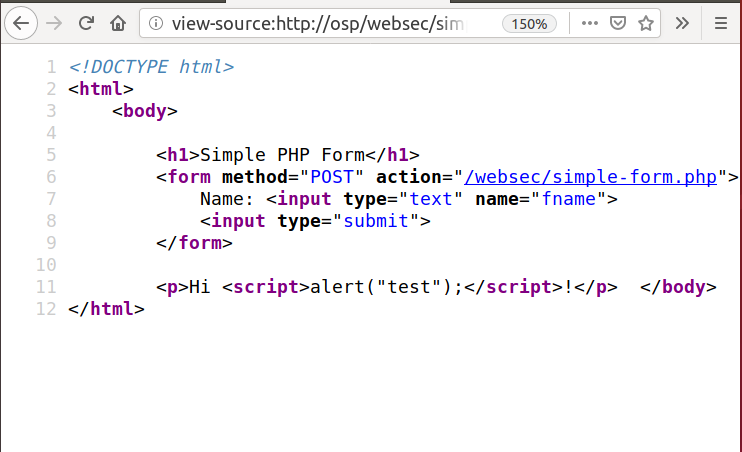 view-source:http://osp/websec/sim 150%
1 <!DOCTYPE html>
2 <html>
3 <body>
4
5 <h1>Simple PHP Form</h1>
6 <form method="POST" action="/websec/simple-form.php">
7 Name: <input type="text" name="fname">
8 <input type="submit">
9 </form>
10
11 <p>Hi <script>alert("test");</script>!</p> </body>
12 </html>